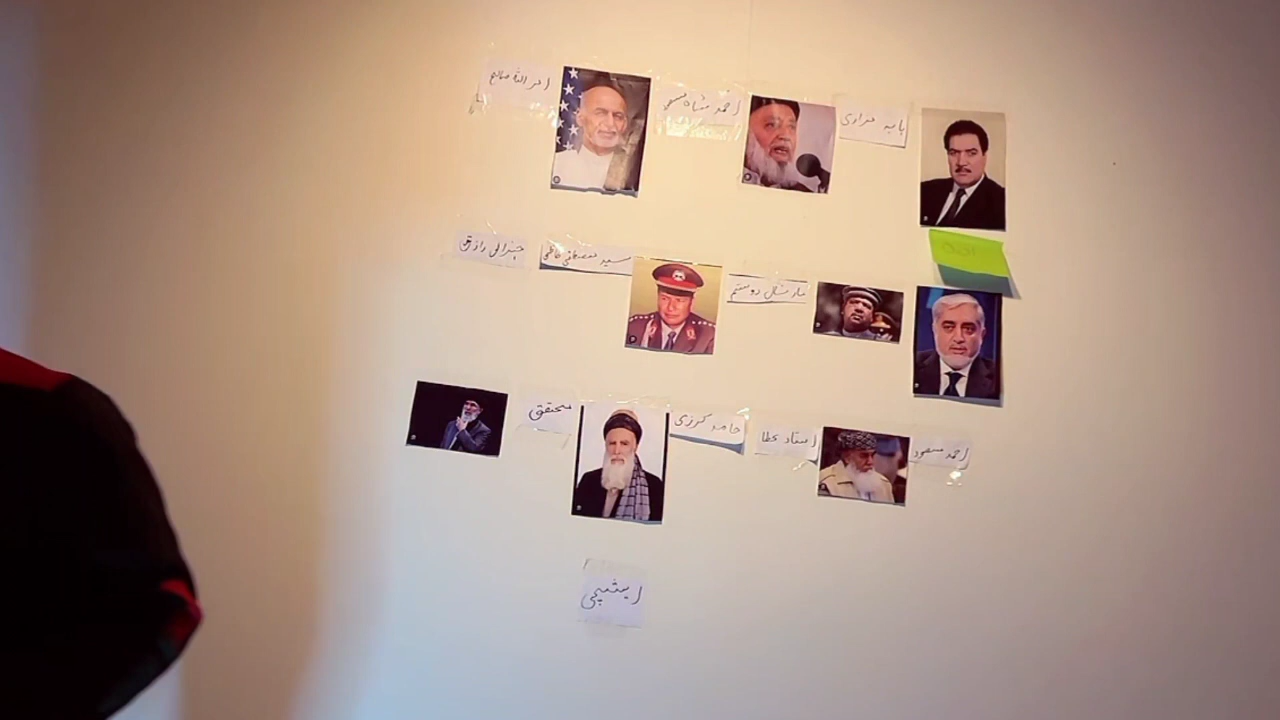 بابه مزاری
احمد شاه مسعود
امرالله صالح
مارشال دوستم
سید مصطفی کاظمی
جنرال رازق
احمد مسعود
استاد عطا
حامد کرزی
محقق